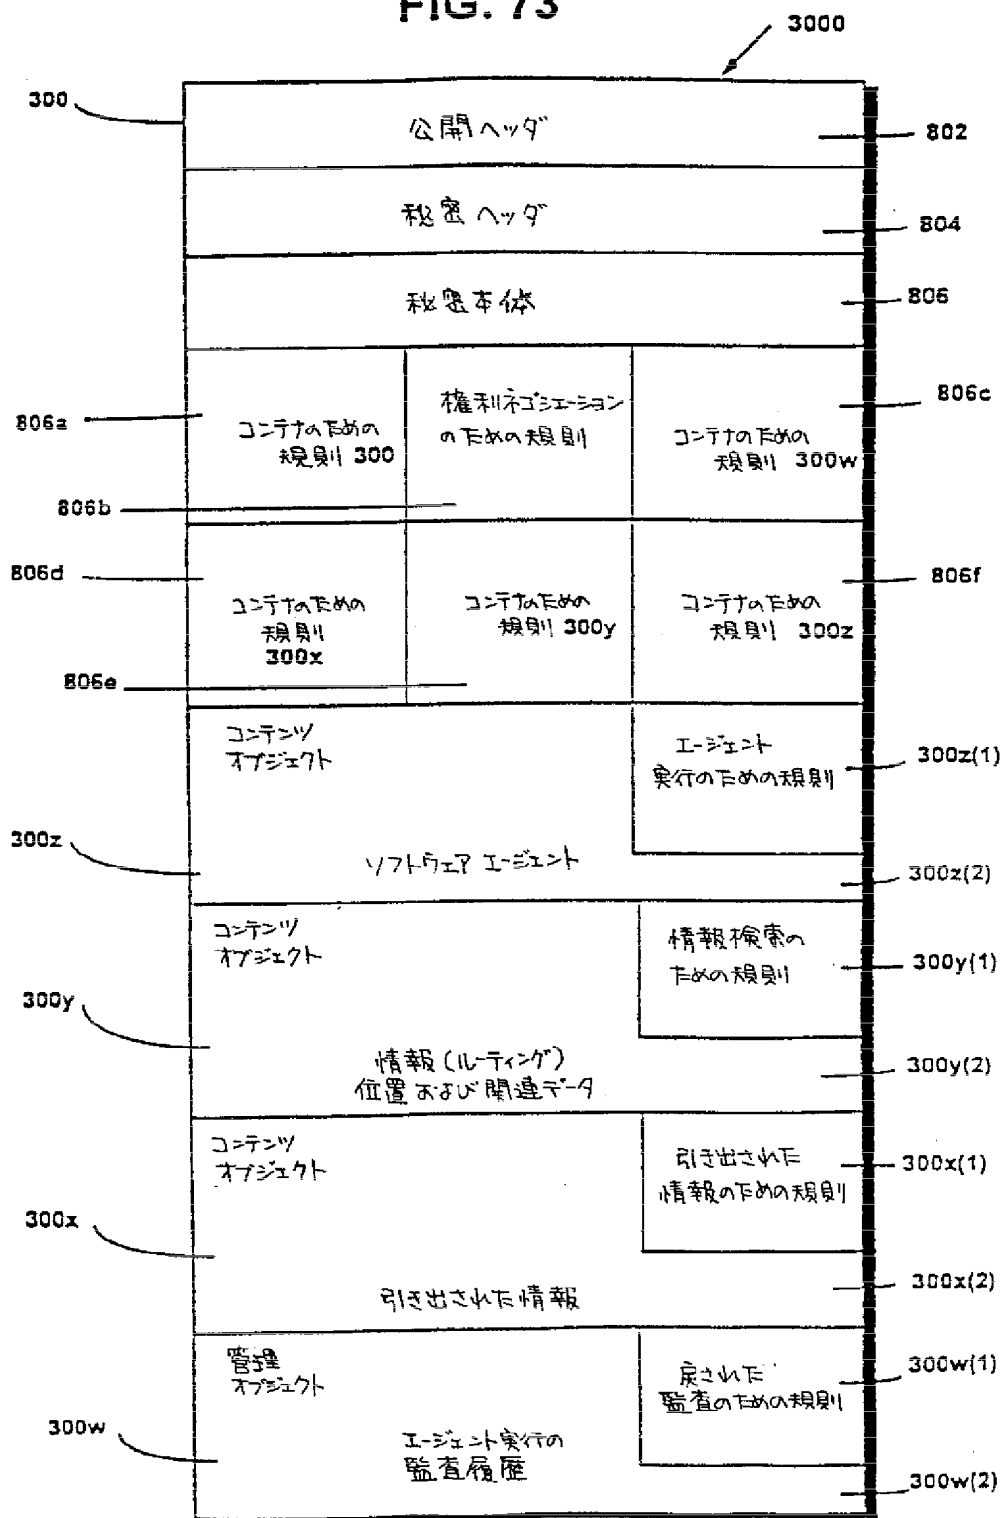 FIG. 73
3000
300
公開ヘッダ
802
秘密ヘッダ
804
秘密本体
806
806a
コンテナのための
規則 300
806b
権利ネゴシエーション
のための規則
806c
コンテナのための
規則 300w
806d
コンテナのための
規則
300x
806e
コンテナのための
規則 300y
806f
コンテナのための
規則 300z
コンテンツ
オブジェクト
エージェント
実行のための規則
300z(1)
300z
ソフトウェア エージェント
300z(2)
コンテンツ
オブジェクト
情報検索の
ための規則
300y(1)
300y
情報(ルーティング)
位置および関連データ
300y(2)
コンテンツ
オブジェクト
引き出された
情報のための規則
300x(1)
300x
引き出された情報
300x(2)
管理
オブジェクト
戻された
監査のための規則
300w(1)
300w
エージェント実行の
監査履歴
300w(2)